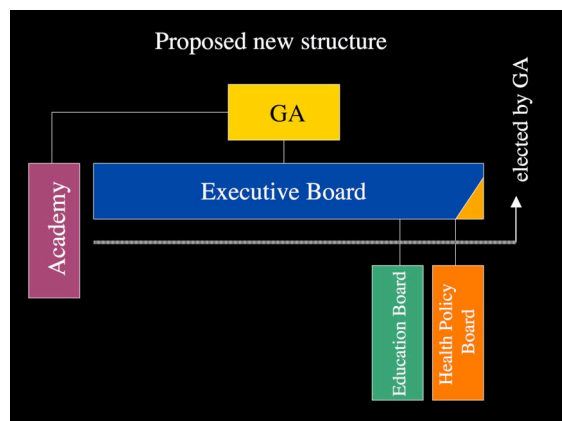 Proposed new structure
elected by GA
GA
Executive Board
Academy
Education Board
Health Policy
Board